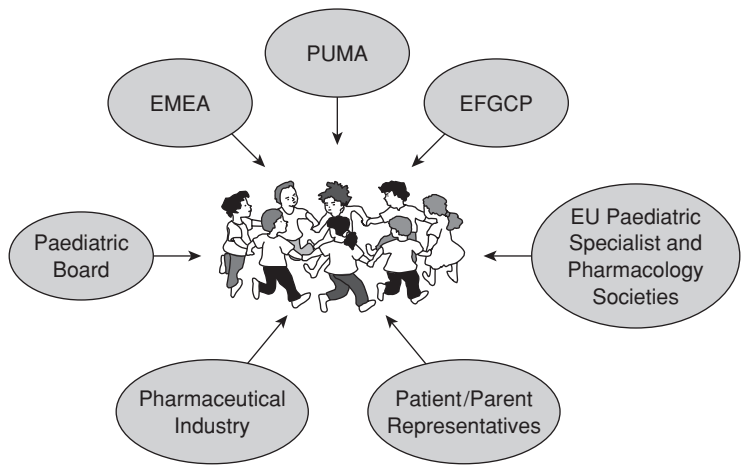 PUMA
EMEA
EFGCP
Paediatric
Board
EU Paediatric
Specialist and
Pharmacology
Societies
Pharmaceutical
Industry
Patient/Parent
Representatives